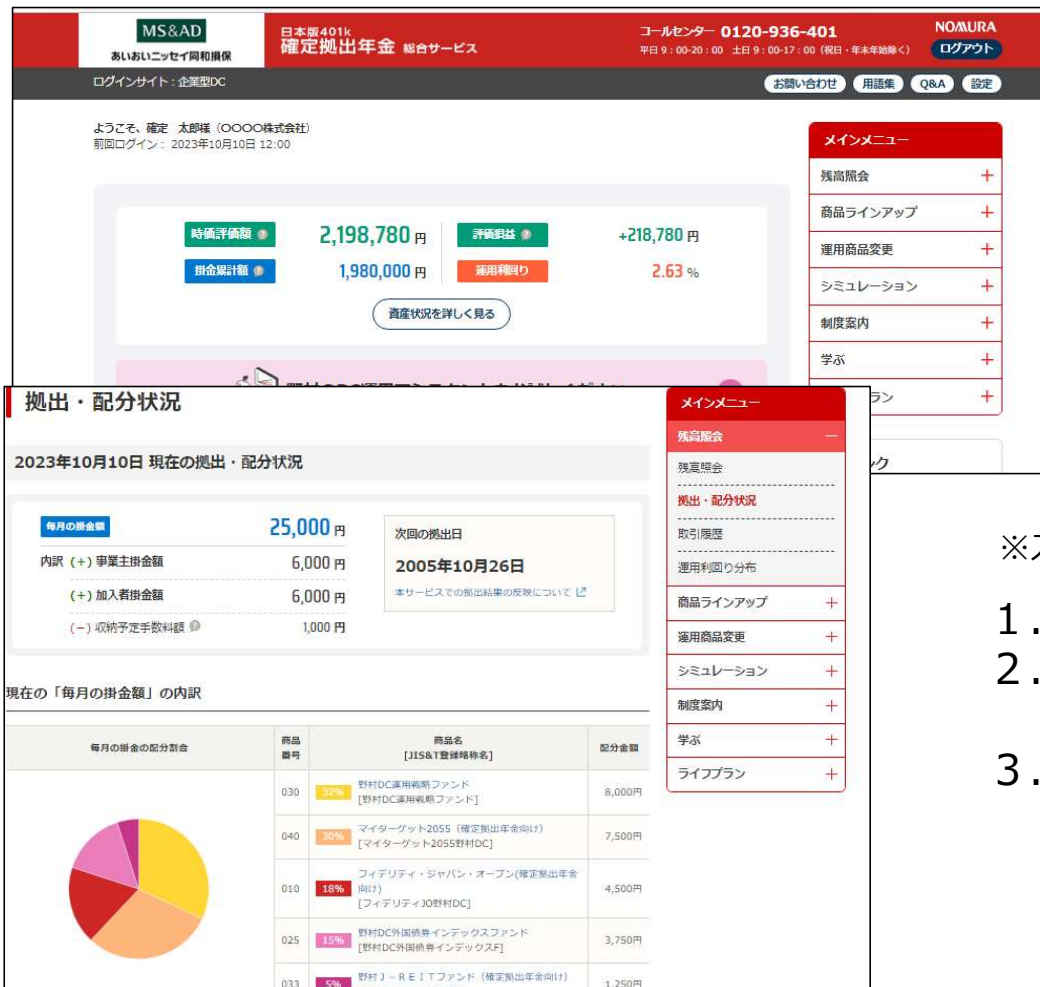 MS&AD
あいおいニッセイ同和損保
日本版401k
確定拠出年金 総合サービス
コールセンター 0120-936-401
平日 9：00-20：00 土日 9：00-17：00（祝日・年末年始除く）
NOMURA
ログアウト
ログインサイト：企業型DC
お問い合わせ 用語集 Q&A 設定
ようこそ、確定 太郎様（OOOO株式会社）
前回ログイン： 2023年10月10日 12:00
時価評価額 2,198,780 円 評価損益 +218,780 円
掛金累計額 1,980,000 円 運用利回り 2.63 %
資産状況を詳しく見る
メインメニュー
残高照会 +
商品ラインアップ +
運用商品変更 +
シミュレーション +
制度案内 +
学ぶ +
ラン +
ック
拠出・配分状況
2023年10月10日 現在の拠出・配分状況
毎月の掛金額 25,000 円
内訳 (+) 事業主掛金額 6,000 円
(+) 加入者掛金額 6,000 円
(−) 収納予定手数料額 1,000 円
次回の拠出日
2005年10月26日
本サービスでの拠出結果の反映について
現在の「毎月の掛金額」の内訳
毎月の掛金の配分割合 商品番号 商品名 [JIS&T登録略称名] 配分金額
030 32% 野村DC運用戦略ファンド 8,000円
[野村DC運用戦略ファンド]
040 30% マイターゲット2055（確定拠出年金向け） 7,500円
[マイターゲット2055野村DC]
010 18% フィデリティ・ジャパン・オープン(確定拠出年金
向け) 4,500円
[フィデリティJO野村DC]
025 15% 野村DC外国債券インデックスファンド 3,750円
[野村DC外国債券インデックスF]
033 5% 野村J－REITファンド（確定拠出年金向け） 1,250円
メインメニュー
残高照会 −
残高照会
拠出・配分状況
取引履歴
運用利回り分布
商品ラインアップ +
運用商品変更 +
シミュレーション +
制度案内 +
学ぶ +
ライフプラン +
※
１.
２.
３.